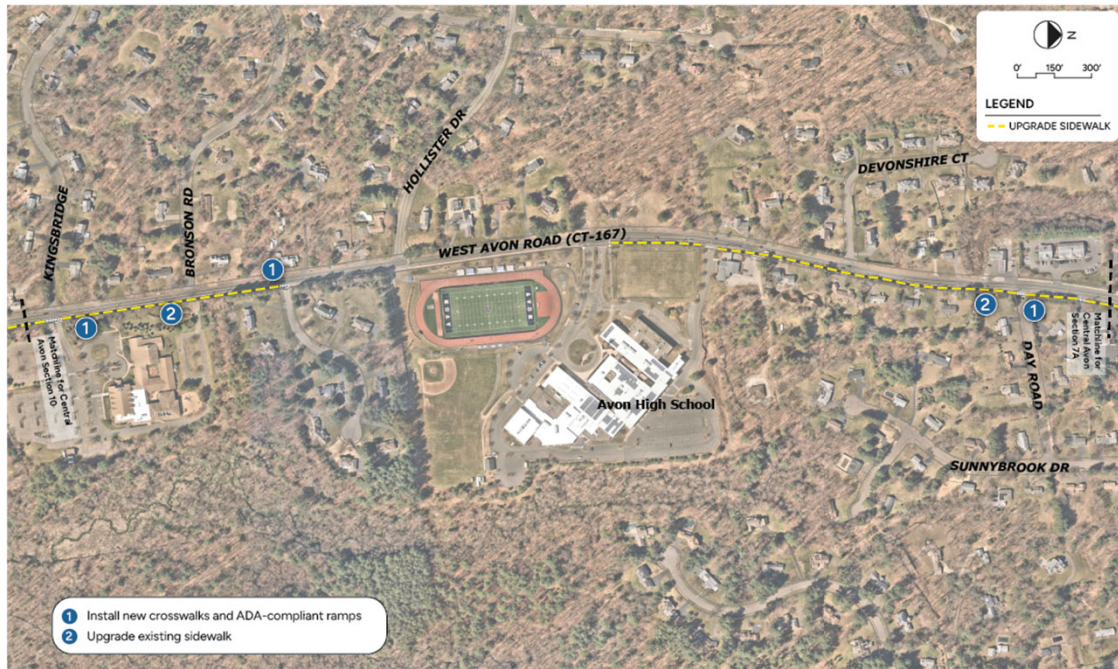 N
0' 150' 300'
LEGEND
UPGRADE SIDEWALK
KINGSBRIDGE
BRONSON RD
HOLLISTER DR
WEST AVON ROAD (CT-167)
DEVONSHIRE CT
1
2
1
2
1
Matchline for Central
Avon Section 10
Matchline for
Central Avon
Section 7A
DAY ROAD
Avon High School
SUNNYBROOK DR
1 Install new crosswalks and ADA-compliant ramps
2 Upgrade existing sidewalk